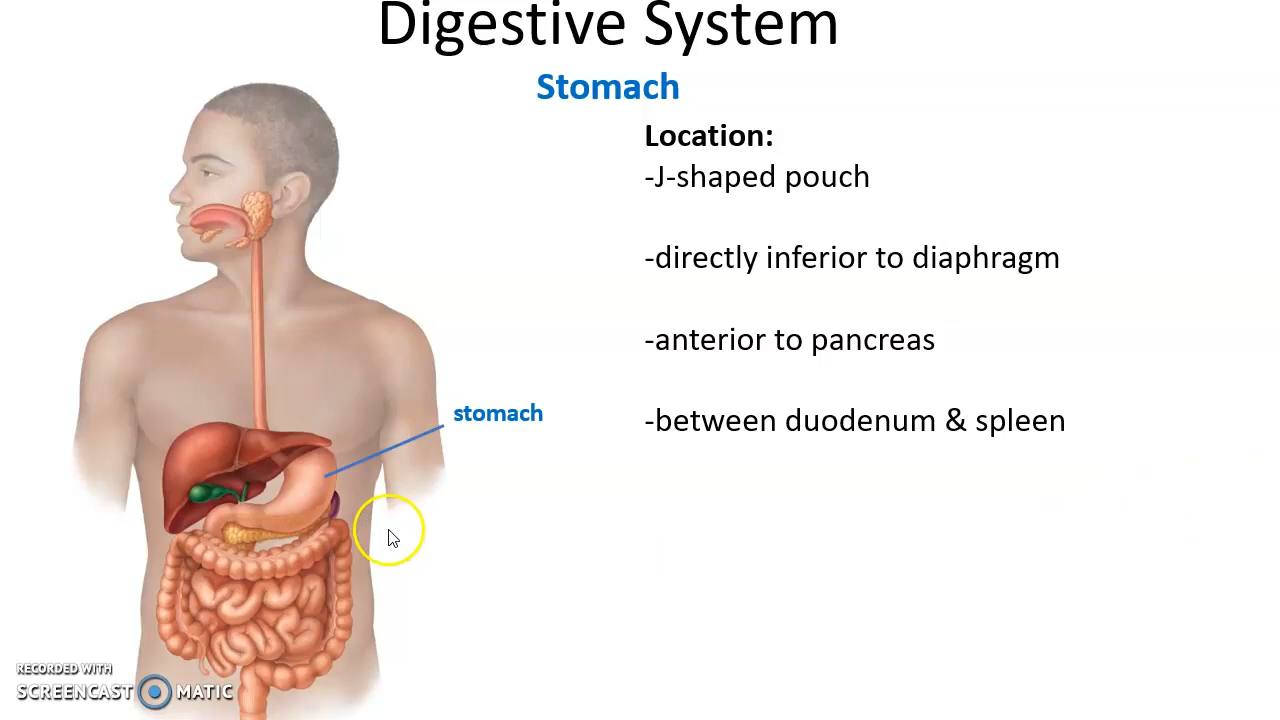 Digestive System
Stomach
Location:
-J-shaped pouch
-directly inferior to diaphragm
-anterior to pancreas
stomach
-between duodenum & spleen
RECORDED WITH
SCREENCAST MATIC